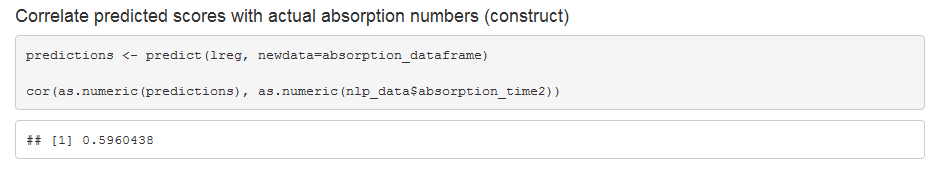 Correlate predicted scores with actual absorption numbers (construct)
predictions <- predict(lreg, newdata=absorption_dataframe)
cor(as.numeric(predictions), as.numeric(nlp_data$absorption_time2))
## [1] 0.5960438